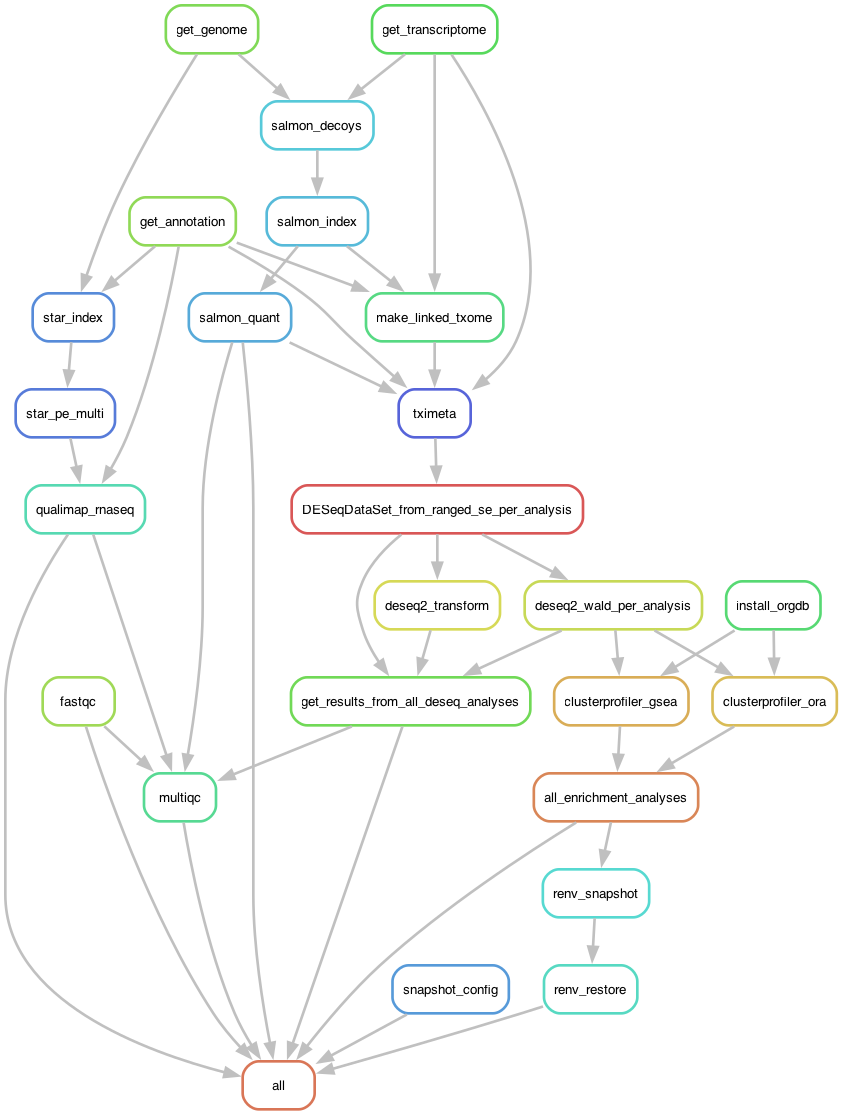 get_genome
get_transcriptome
salmon_decoys
get_annotation
salmon_index
star_index
salmon_quant
make_linked_txome
star_pe_multi
tximeta
qualimap_rnaseq
DESeqDataSet_from_ranged_se_per_analysis
deseq2_transform
deseq2_wald_per_analysis
install_orgdb
fastqc
get_results_from_all_deseq_analyses
clusterprofiler_gsea
clusterprofiler_ora
multiqc
all_enrichment_analyses
renv_snapshot
snapshot_config
renv_restore
all